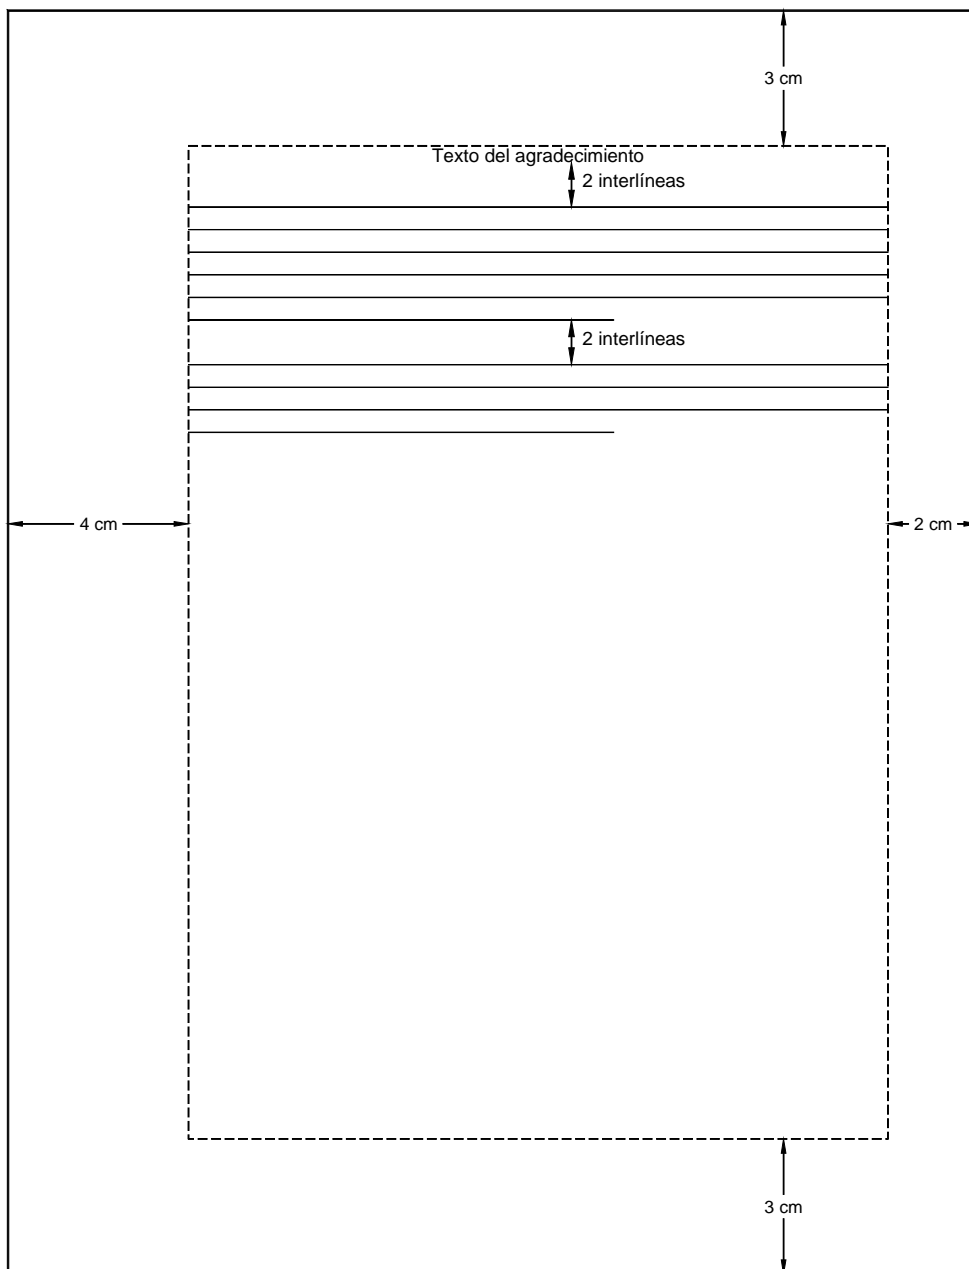 3 cm
Texto del agradecimiento
2 interlíneas
2 interlíneas
4 cm
2 cm
3 cm